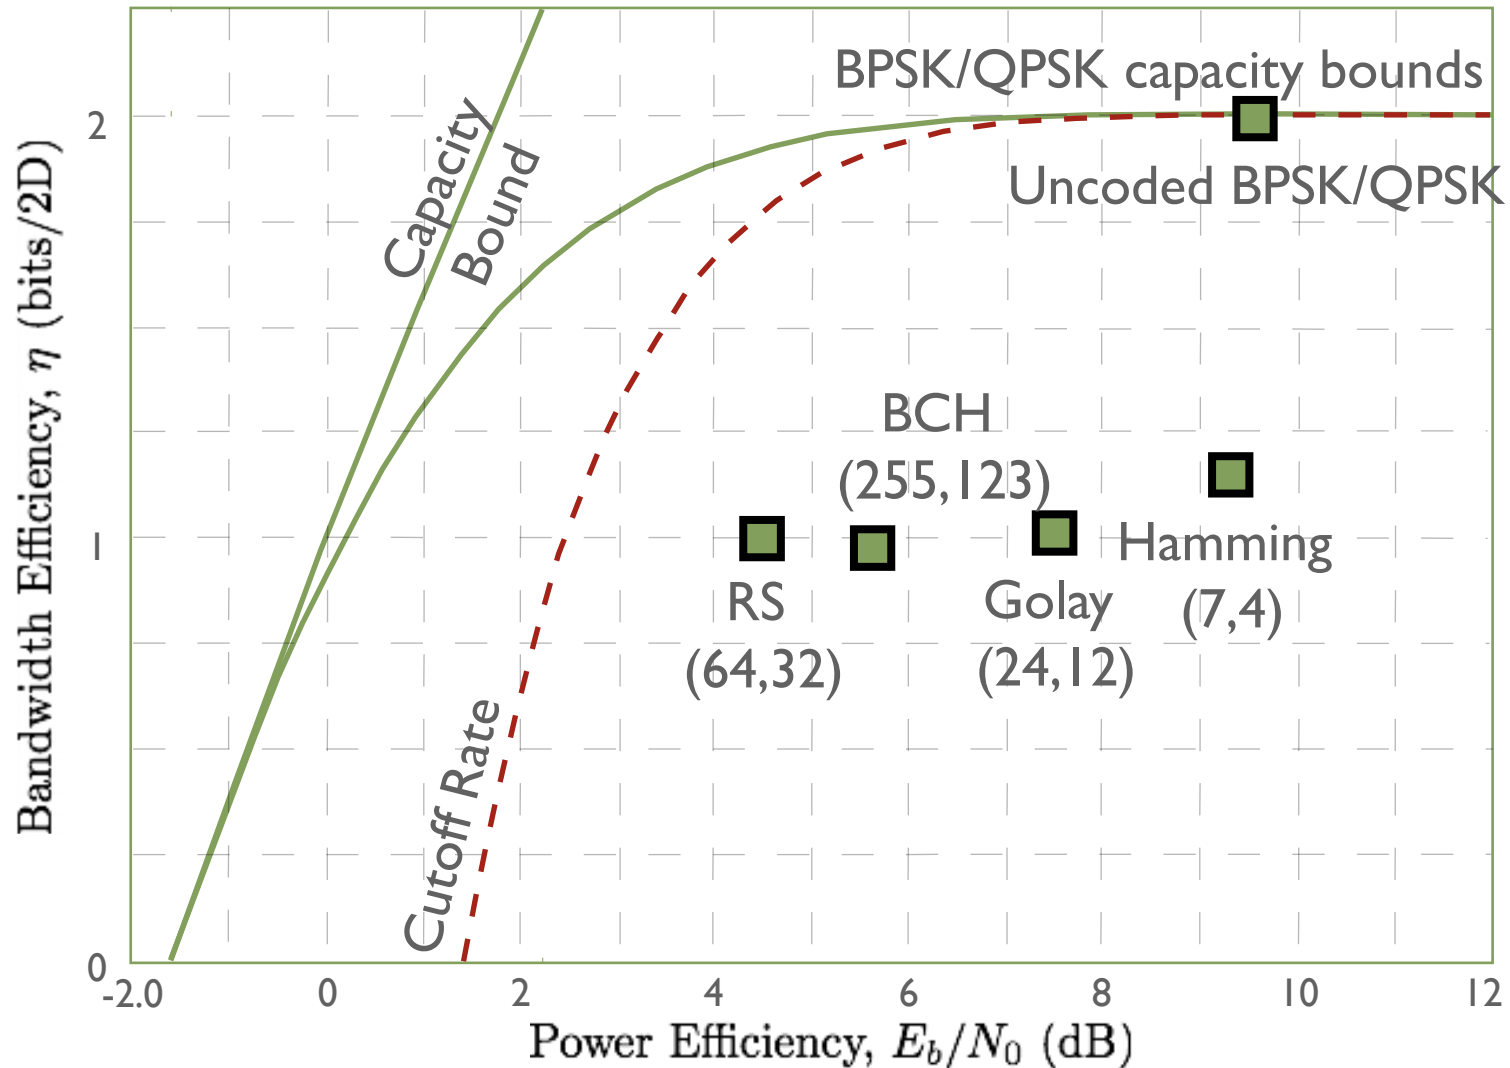 BPSK/QPSK capacity bounds
2
Capacity
Bound
Uncoded BPSK/QPSK
Bandwidth Efficiency, η (bits/2D)
BCH
(255,123)
1
Hamming
(7,4)
RS
(64,32)
Golay
(24,12)
Cutoff Rate
0
-2.0 0 2 4 6 8 10 12
Power Efficiency, E_b/N_0 (dB)